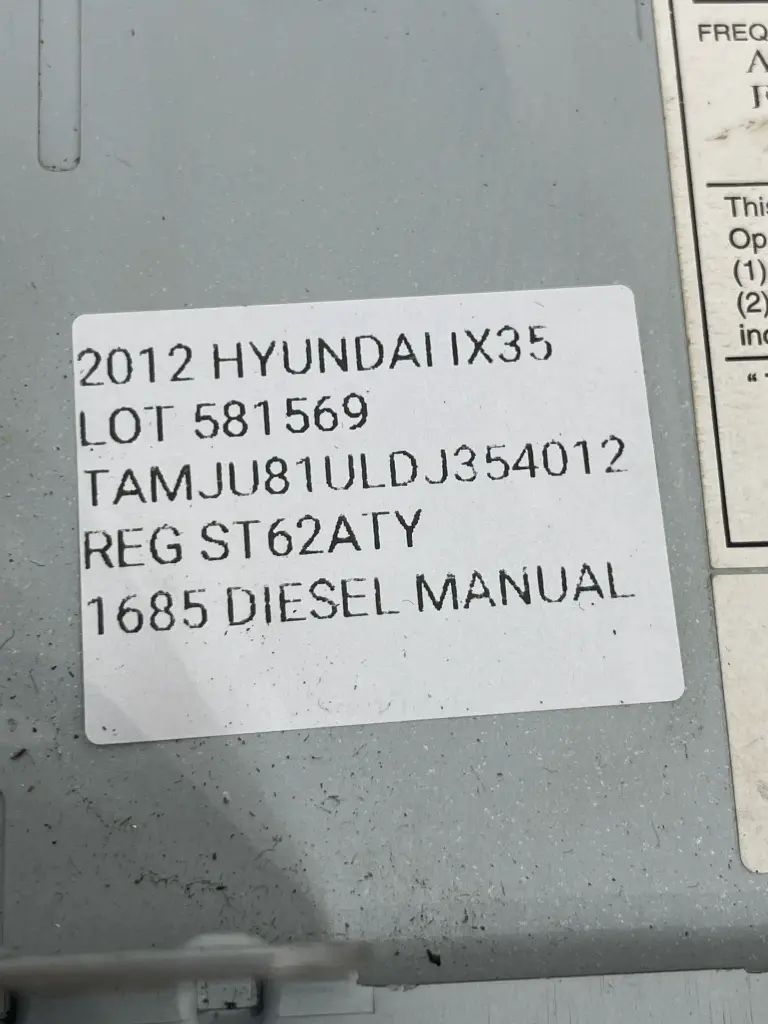 2012 HYUNDAI IX35
LOT 581569
TAMJU81ULDJ354012
REG ST62ATY
1685 DIESEL MANUAL
FREQ
This
Op
(1)
(2)
inc